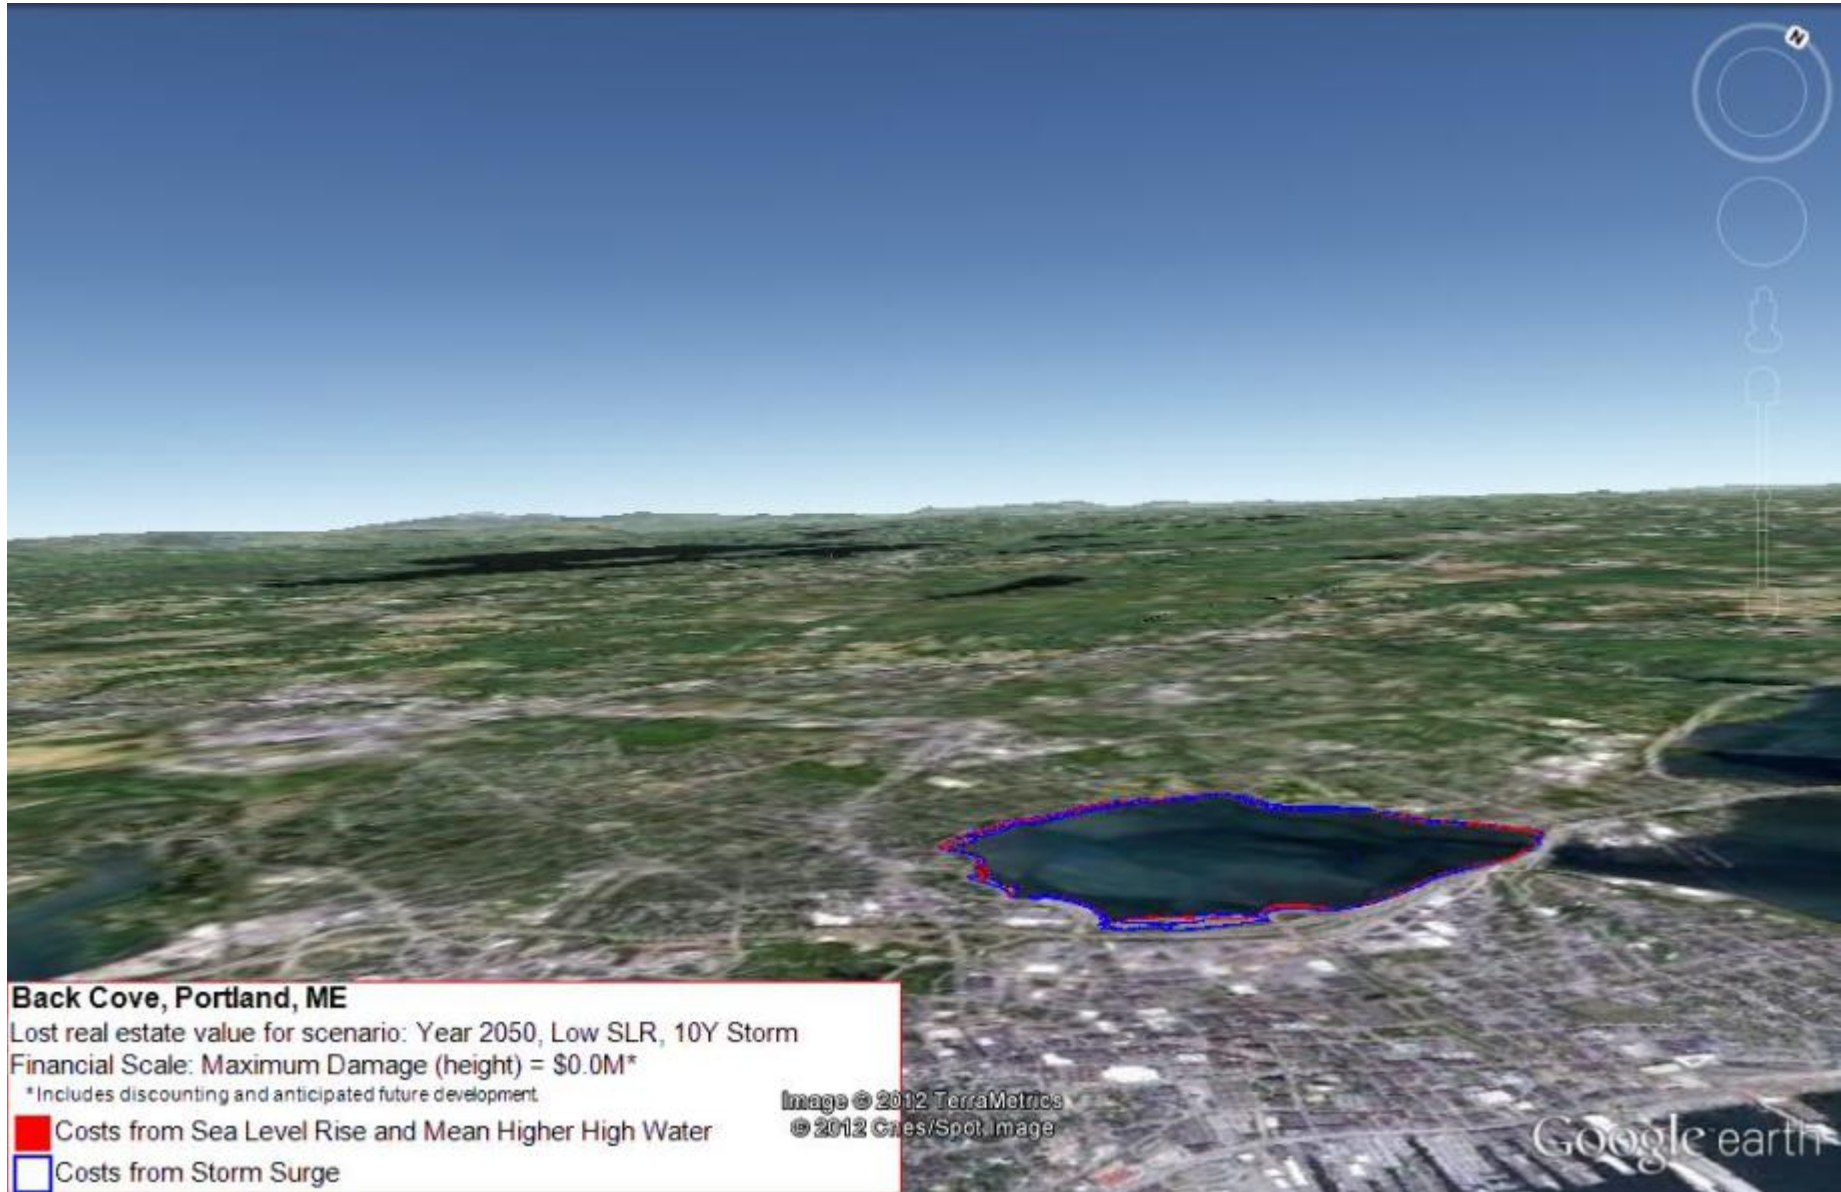 N
Back Cove, Portland, ME
Lost real estate value for scenario: Year 2050, Low SLR, 10Y Storm
Financial Scale: Maximum Damage (height) = $0.0M*
*Includes discounting and anticipated future development
Costs from Sea Level Rise and Mean Higher High Water
Costs from Storm Surge
Image © 2012 TerraMetrics
© 2012 Cnes/Spot Image
Google earth